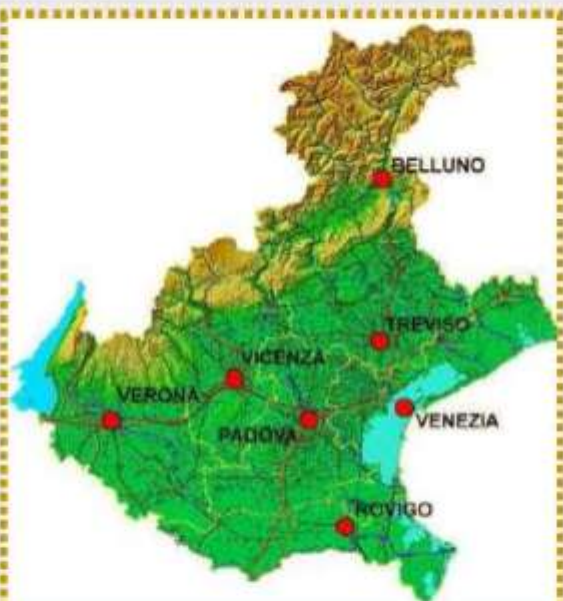 BELLUNO
TREVISO
VICENZA
VERONA
PADOVA
VENEZIA
ROVIGO